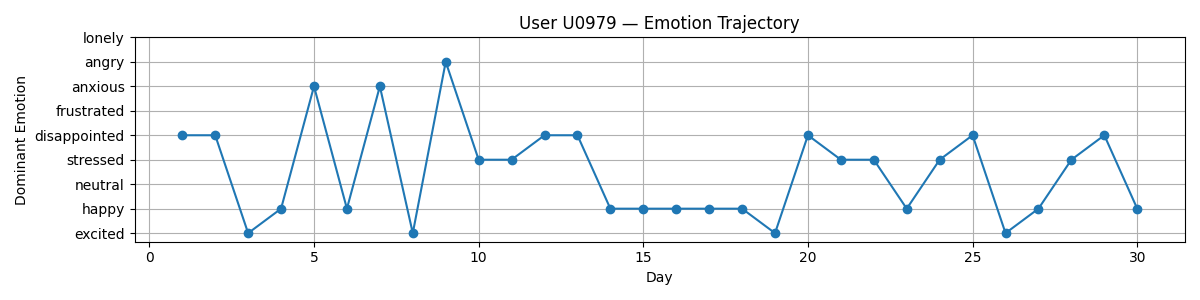 User U0979 — Emotion Trajectory
Dominant Emotion
lonely
angry
anxious
frustrated
disappointed
stressed
neutral
happy
excited
0 5 10 15 20 25 30
Day